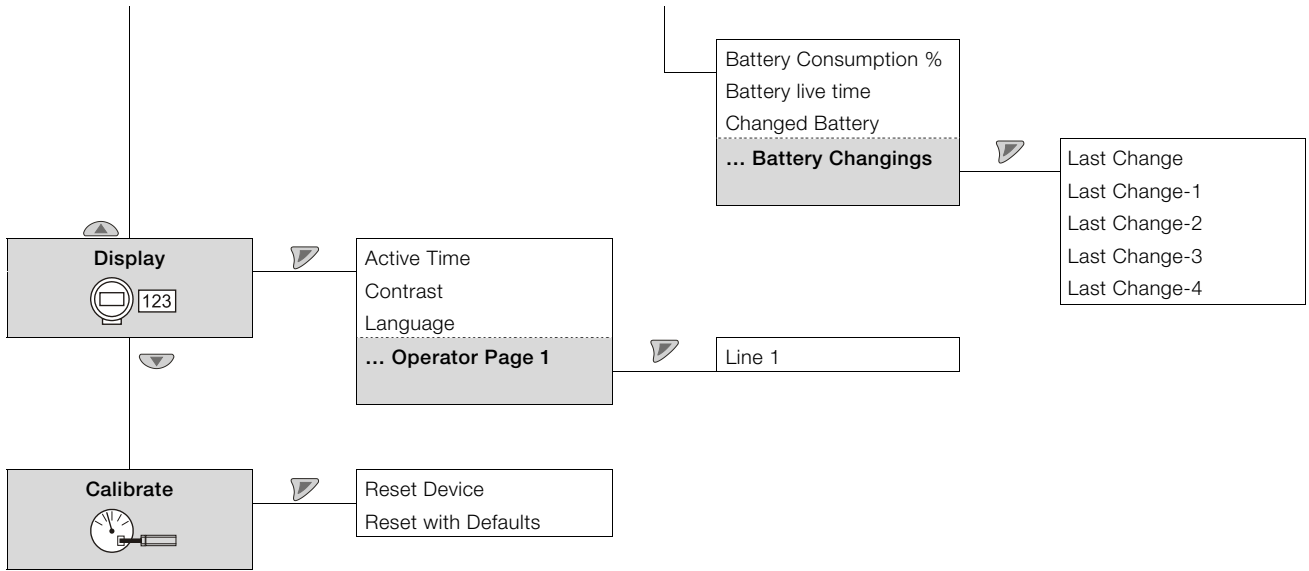 Battery Consumption %
Battery live time
Changed Battery
... Battery Changings
Last Change
Last Change-1
Last Change-2
Last Change-3
Last Change-4
Display
123
Active Time
Contrast
Language
... Operator Page 1
Line 1
Calibrate
Reset Device
Reset with Defaults